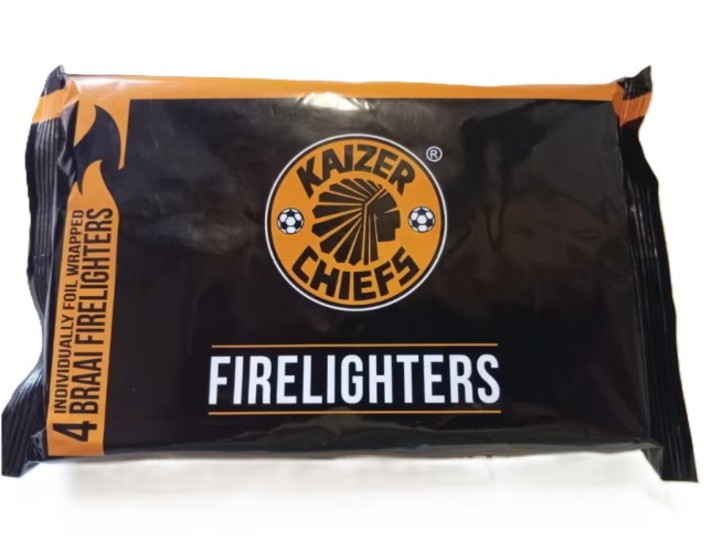 KAIZER
CHIEFS
®
FIRELIGHTERS
4 INDIVIDUALLY FOIL WRAPPED
BRAAI FIRELIGHTERS